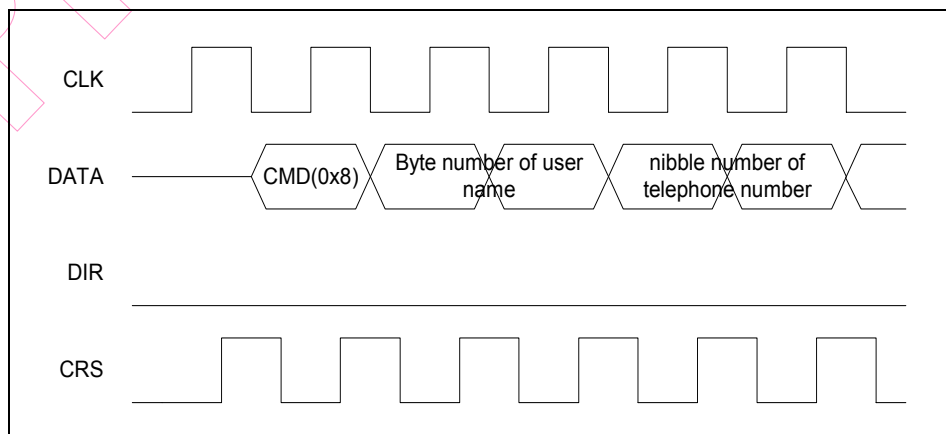 CLK
DATA
CMD(0x8)
Byte number of user
name
nibble number of
telephone number
DIR
CRS